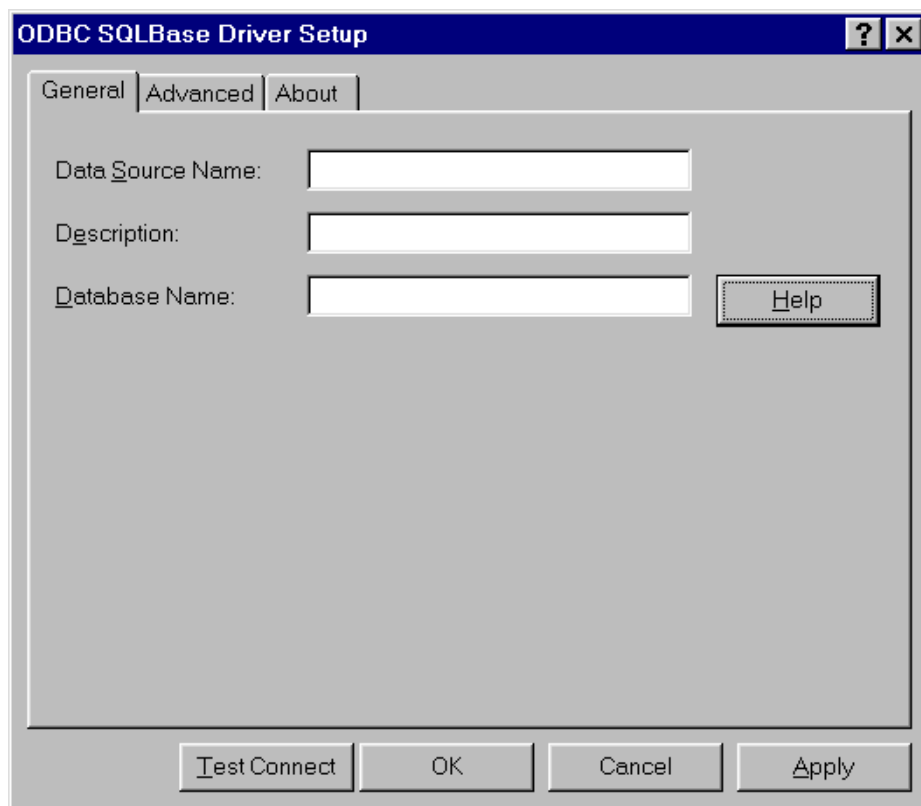 ODBC SQLBase Driver Setup
General Advanced About
Data Source Name:
Description:
Database Name:
Help
Test Connect OK Cancel Apply